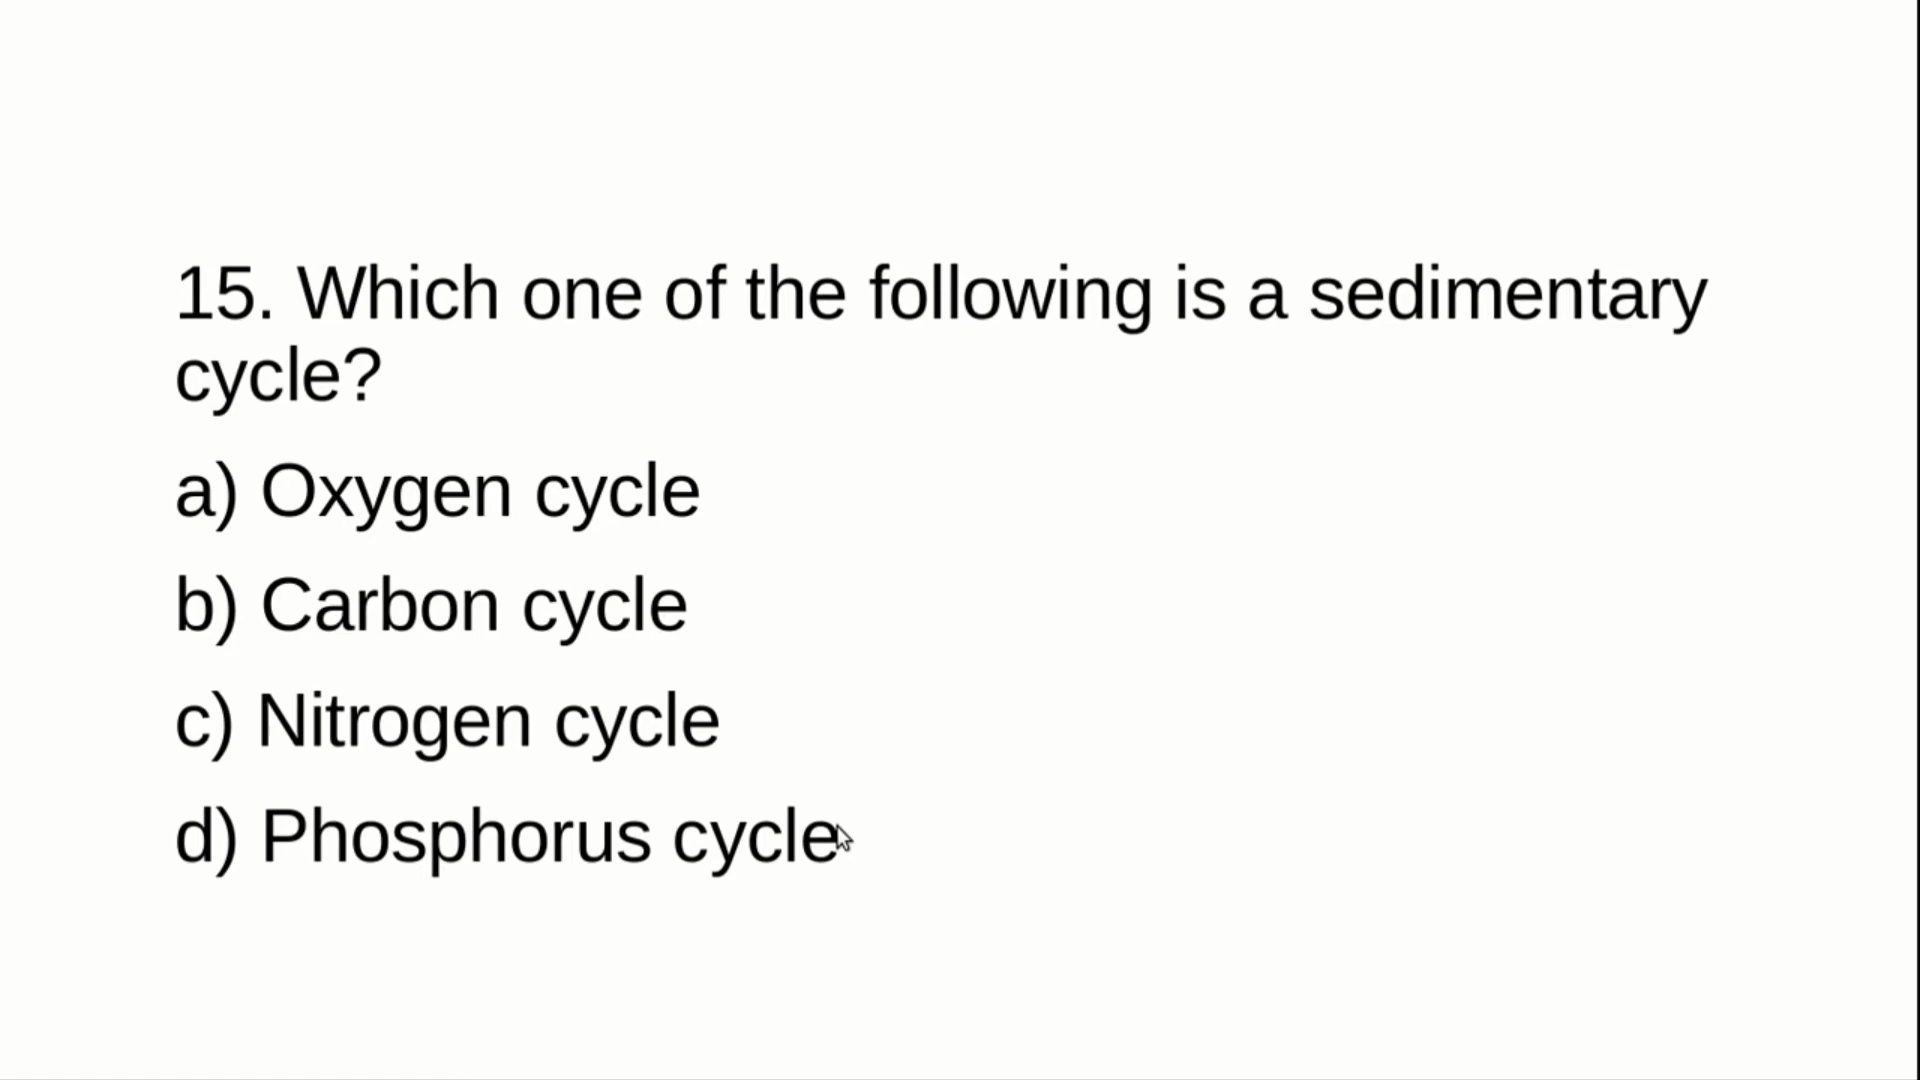 15. Which one of the following is a sedimentary
cycle?
a) Oxygen cycle
b) Carbon cycle
c) Nitrogen cycle
d) Phosphorus cycle